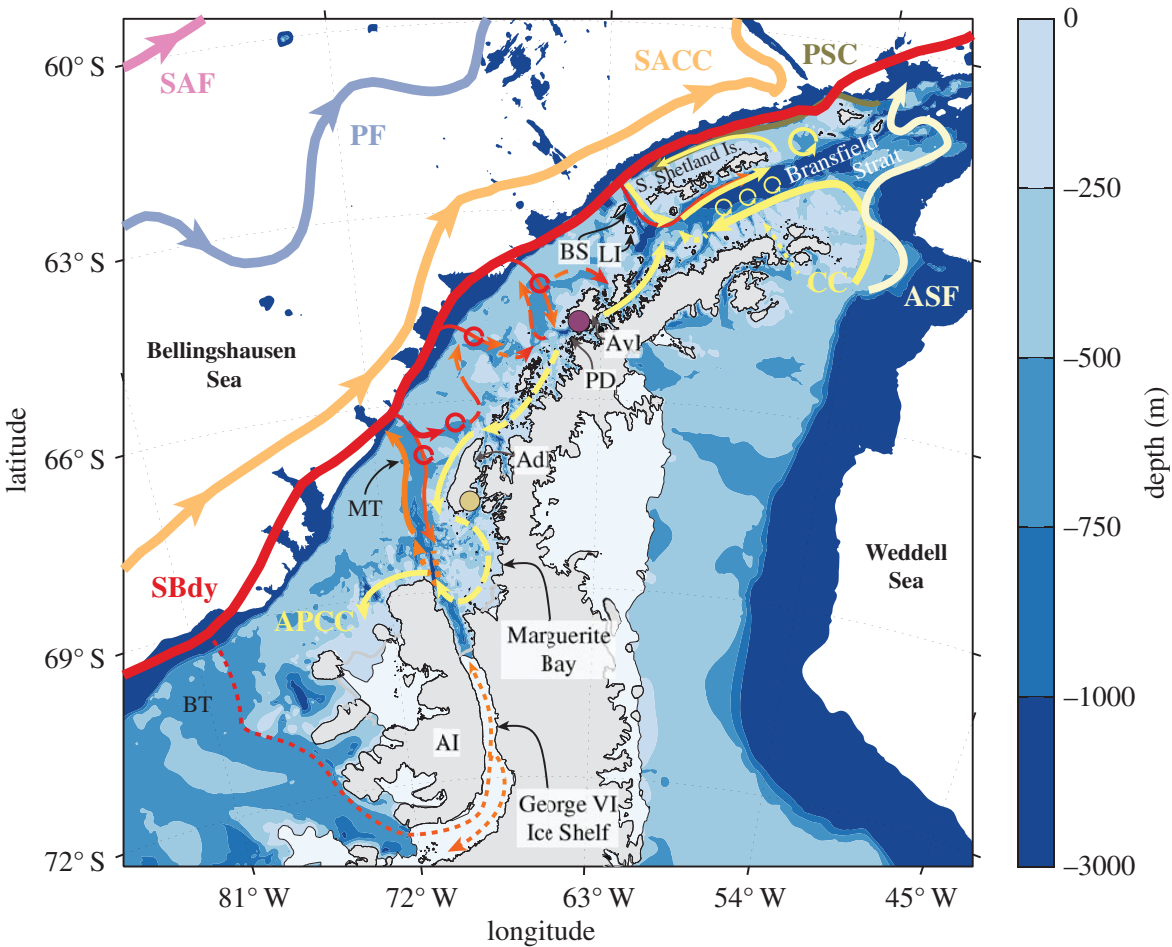 SAF
PF
SACC
PSC
S. Shetland Is.
Bransfield
Strait
BS
LI
CC
ASF
Bellingshausen
Sea
Avl
PD
Adl
MT
Weddell
Sea
SBdy
APCC
Marguerite
Bay
BT
AI
George VI
Ice Shelf
60° S
63° S
66° S
69° S
72° S
latitude
81° W
72° W
63° W
54° W
45° W
longitude
0
–250
–500
–750
–1000
–3000
depth (m)